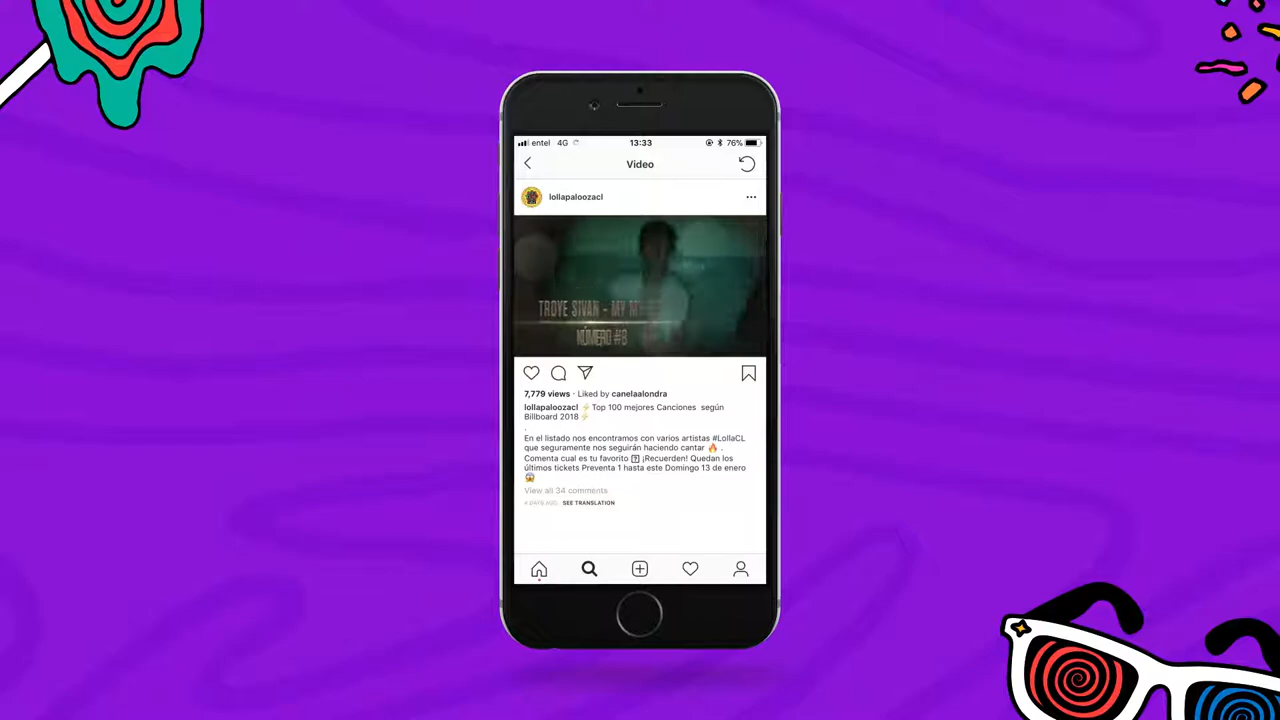 entel 4G 13:33 76%
Video
lollapaloozacl
TROYE SIVAN - MY
NÚMERO #8
7,779 views · Liked by canelaalondra
lollapaloozacl ⚡Top 100 mejores Canciones según
Billboard 2018⚡
.
En el listado nos encontramos con varios artistas #LollaCL
que seguramente nos seguirán haciendo cantar 🔥 .
Comenta cual es tu favorito ⍰ ¡Recuerden! Quedan los
últimos tickets Preventa 1 hasta este Domingo 13 de enero
😱
View all 34 comments
4 DAYS AGO · SEE TRANSLATION